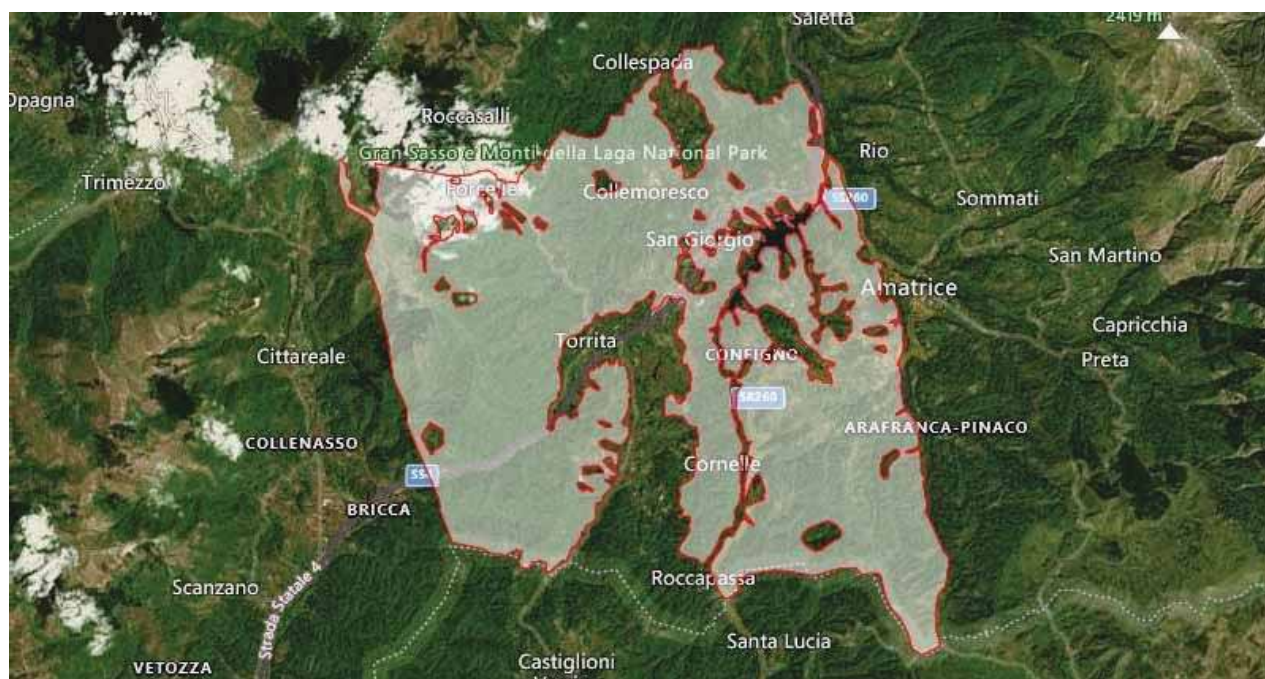 Saletta
2419 m
Collespada
Opagna
Roccasalli
Gran Sasso e Monti della Laga National Park
Rio
Trimezzo
Forcelle
Collemoresco
SS260
Sommati
San Giorgio
San Martino
Amatrice
Capricchia
Torrita
Cittareale
CONFIGNO
Preta
SR260
ARAFRANCA-PINACO
COLLENASSO
Cornelle
SS4
BRICCA
Roccapassa
Scanzano
Strada Statale 4
Santa Lucia
Castiglioni
VETOZZA